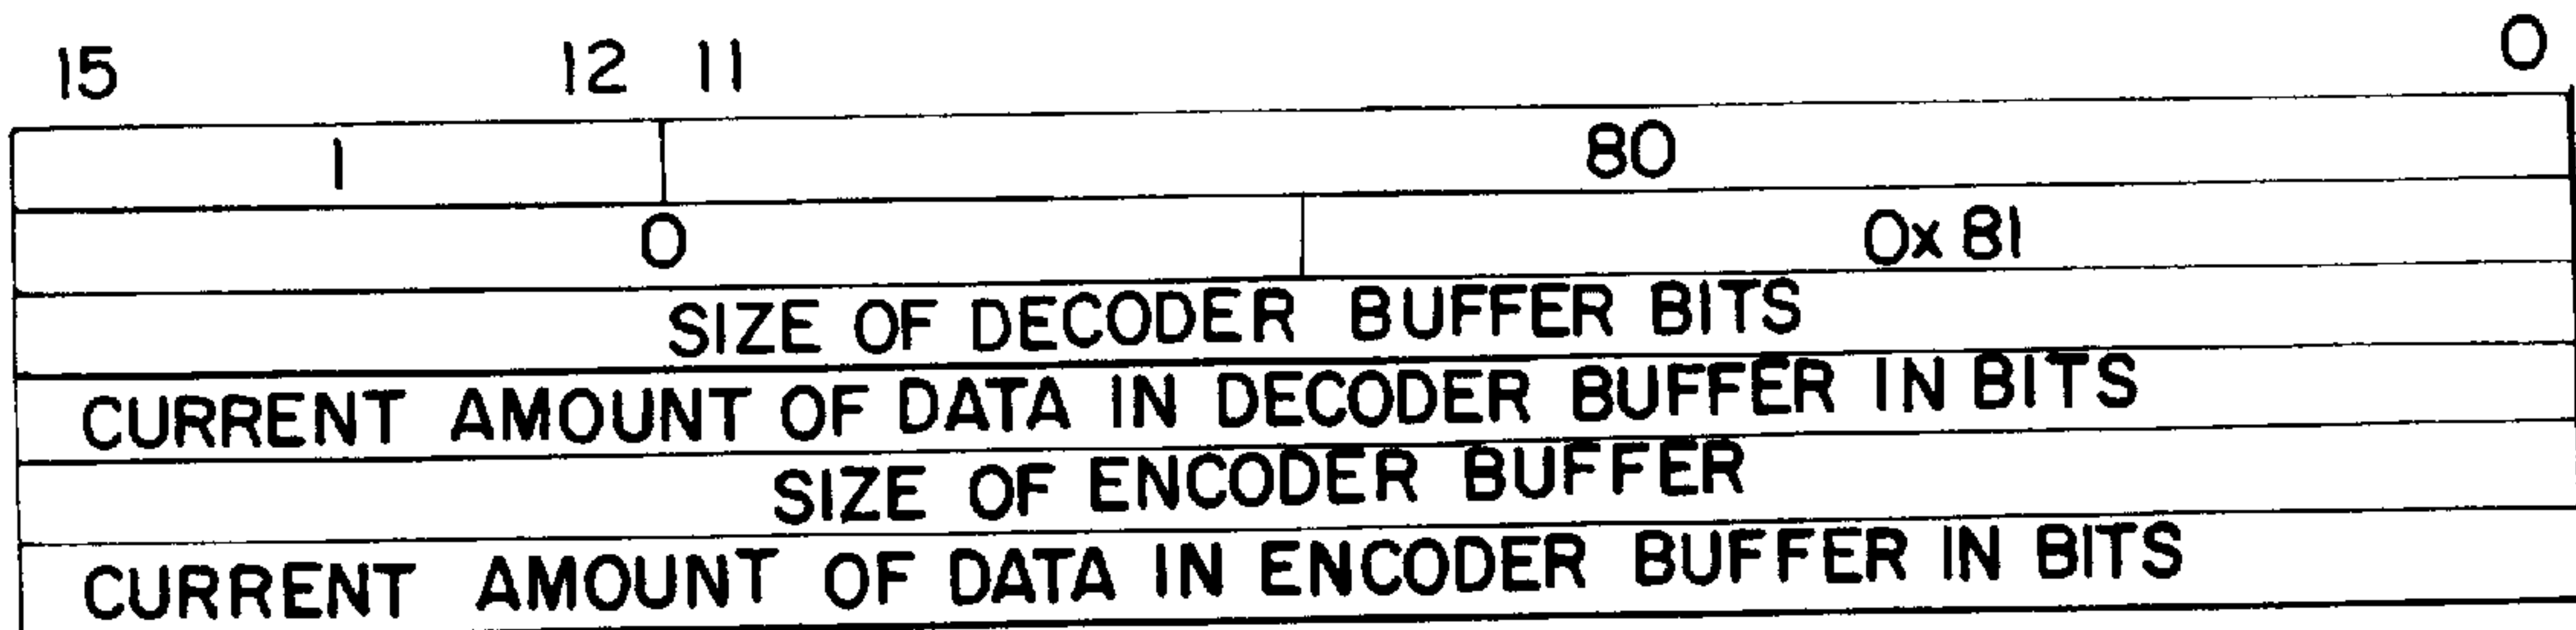 15 12 11 0
1 80
0 0x 81
SIZE OF DECODER BUFFER BITS
CURRENT AMOUNT OF DATA IN DECODER BUFFER IN BITS
SIZE OF ENCODER BUFFER
CURRENT AMOUNT OF DATA IN ENCODER BUFFER IN BITS